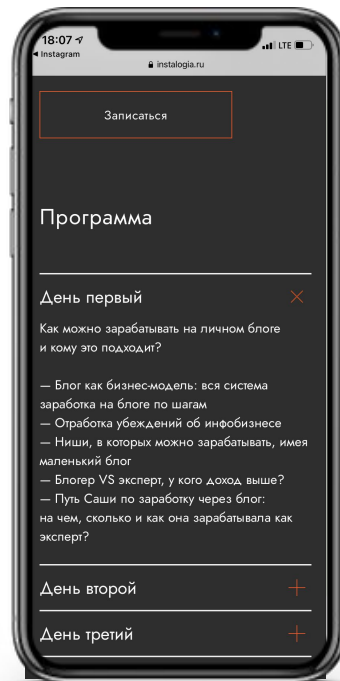 18:07
Instagram
LTE
instalogia.ru
Записаться
Программа
День первый
Как можно зарабатывать на личном блоге
и кому это подходит?
— Блог как бизнес-модель: вся система
заработка на блоге по шагам
— Отработка убеждений об инфобизнесе
— Ниши, в которых можно зарабатывать, имея
маленький блог
— Блогер VS эксперт, у кого доход выше?
— Путь Саши по заработку через блог:
на чем, сколько и как она зарабатывала как
эксперт?
День второй
День третий